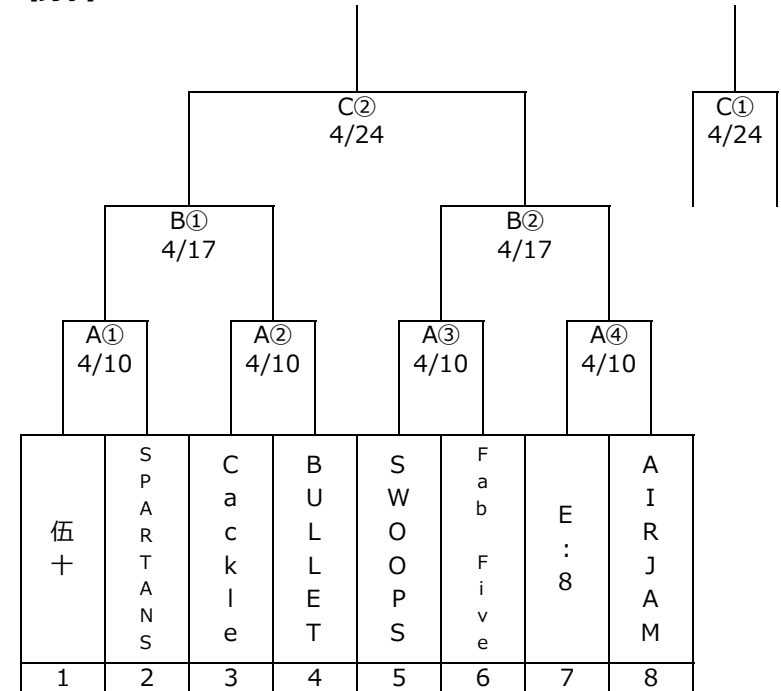 C② C①
4/24 4/24
B① B②
4/17 4/17
A① A② A③ A④
4/10 4/10 4/10 4/10
伍十 SPARTANS Cackle BULLET SWOOPS Fab Five E:8 AIRJAM
1 2 3 4 5 6 7 8